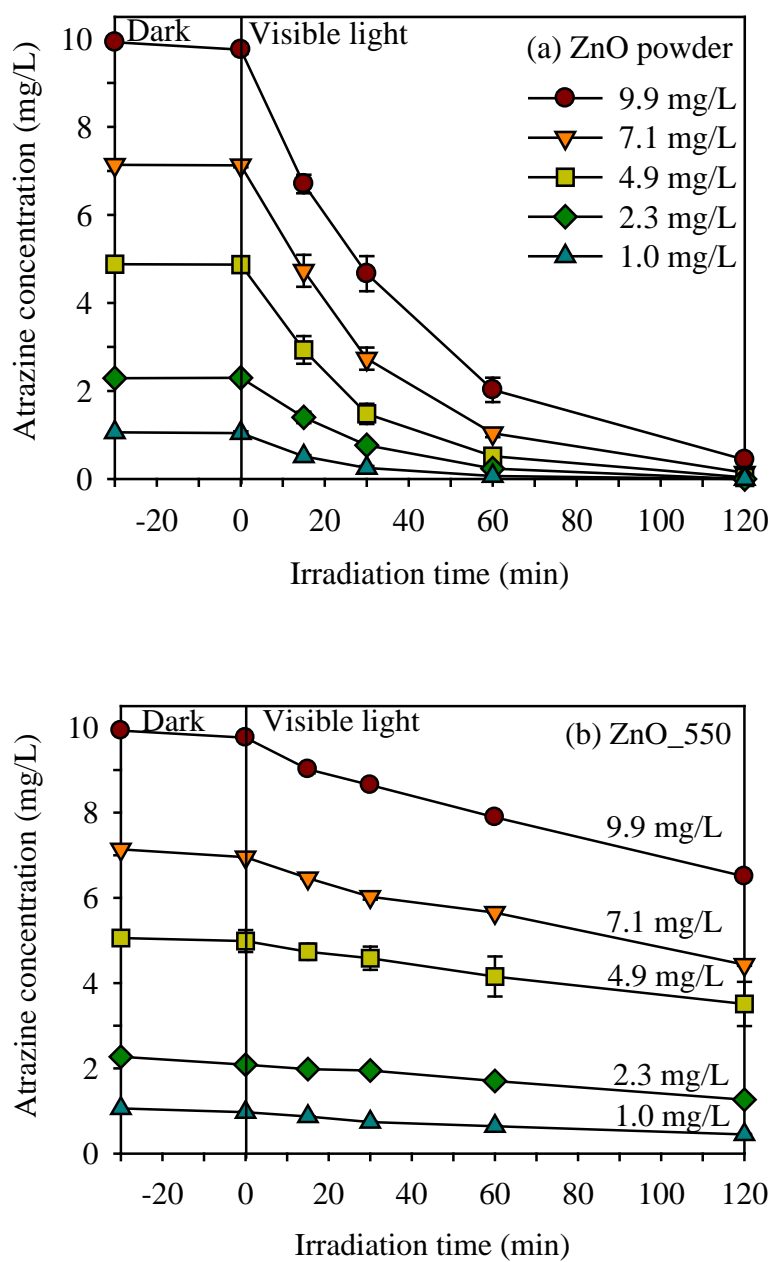 Dark Visible light
(a) ZnO powder
9.9 mg/L
7.1 mg/L
4.9 mg/L
2.3 mg/L
1.0 mg/L
Atrazine concentration (mg/L)
10
8
6
4
2
0
-20 0 20 40 60 80 100 120
Irradiation time (min)
Dark Visible light
(b) ZnO_550
9.9 mg/L
7.1 mg/L
4.9 mg/L
2.3 mg/L
1.0 mg/L
Atrazine concentration (mg/L)
10
8
6
4
2
0
-20 0 20 40 60 80 100 120
Irradiation time (min)